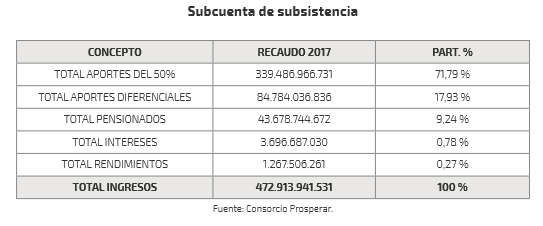 Subcuenta de subsistencia
CONCEPTO RECAUDO 2017 PART. %
TOTAL APORTES DEL 50% 339.486.966.731 71,79 %
TOTAL APORTES DIFERENCIALES 84.784.036.836 17,93 %
TOTAL PENSIONADOS 43.678.744.672 9,24 %
TOTAL INTERESES 3.696.687.030 0,78 %
TOTAL RENDIMIENTOS 1.267.506.261 0,27 %
TOTAL INGRESOS 472.913.941.531 100 %
Fuente: Consorcio Prosperar.